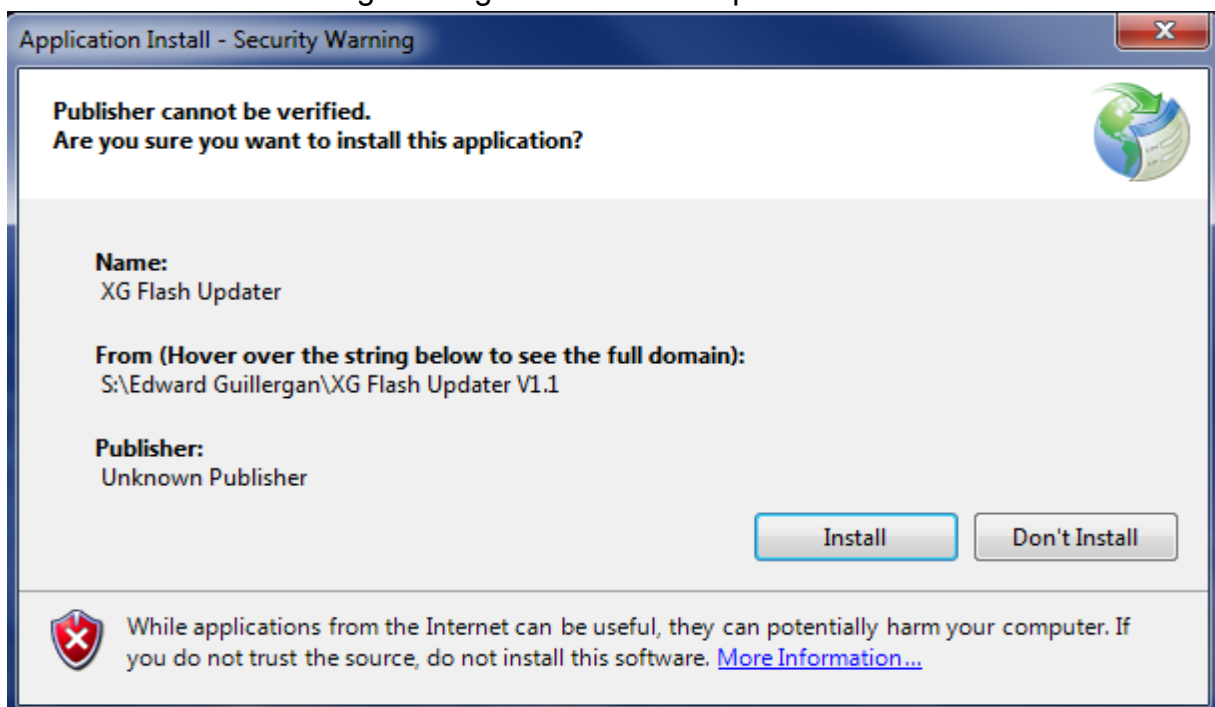 Application Install - Security Warning
Publisher cannot be verified.
Are you sure you want to install this application?
Name:
XG Flash Updater
From (Hover over the string below to see the full domain):
S:\Edward Guillergan\XG Flash Updater V1.1
Publisher:
Unknown Publisher
Install
Don't Install
While applications from the Internet can be useful, they can potentially harm your computer. If
you do not trust the source, do not install this software. More Information...